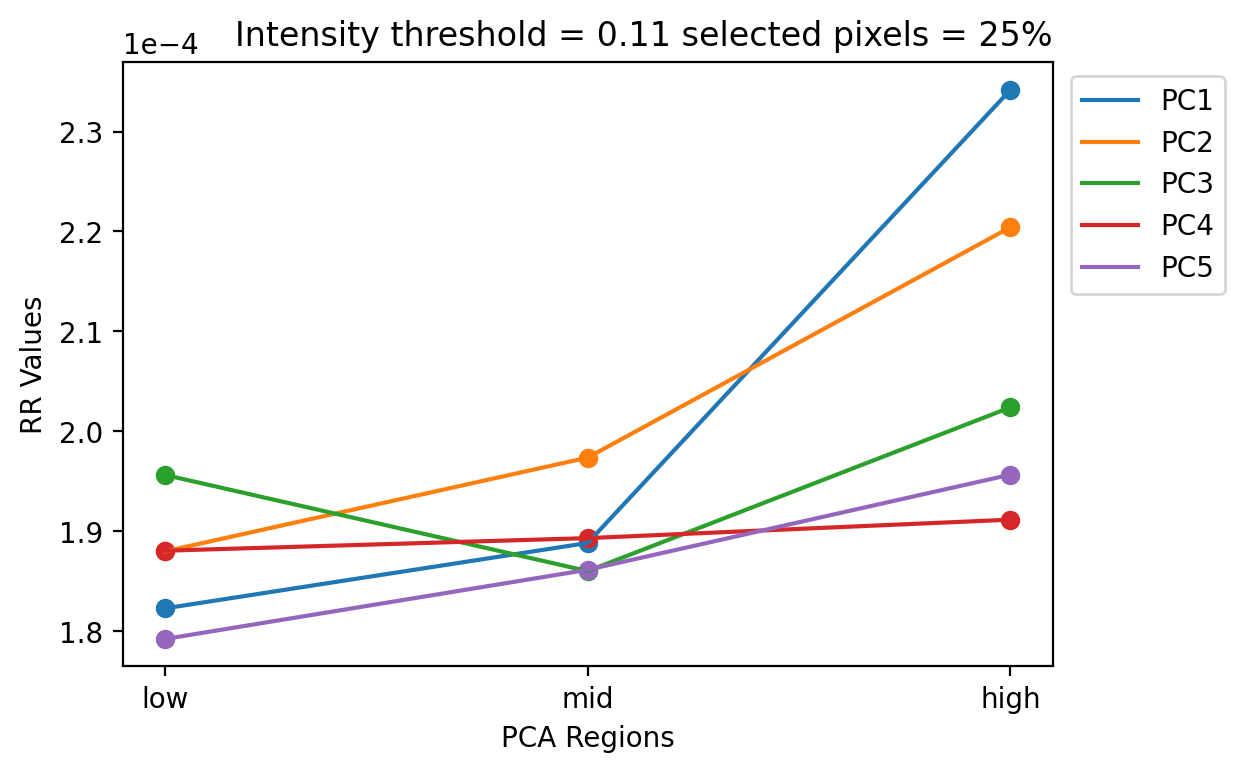 Intensity threshold = 0.11 selected pixels = 25%
1e−4
2.3
2.2
2.1
2.0
1.9
1.8
RR Values
low
mid
high
PCA Regions
PC1
PC2
PC3
PC4
PC5